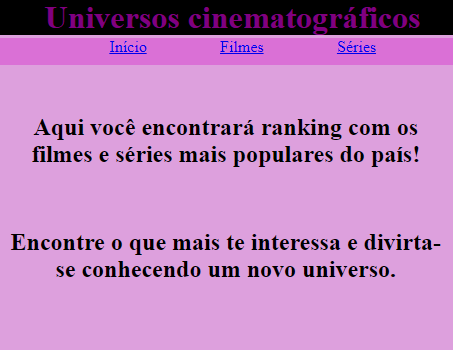 Universos cinematográficos
Início Filmes Séries
Aqui você encontrará ranking com os
filmes e séries mais populares do país!
Encontre o que mais te interessa e divirta-
se conhecendo um novo universo.